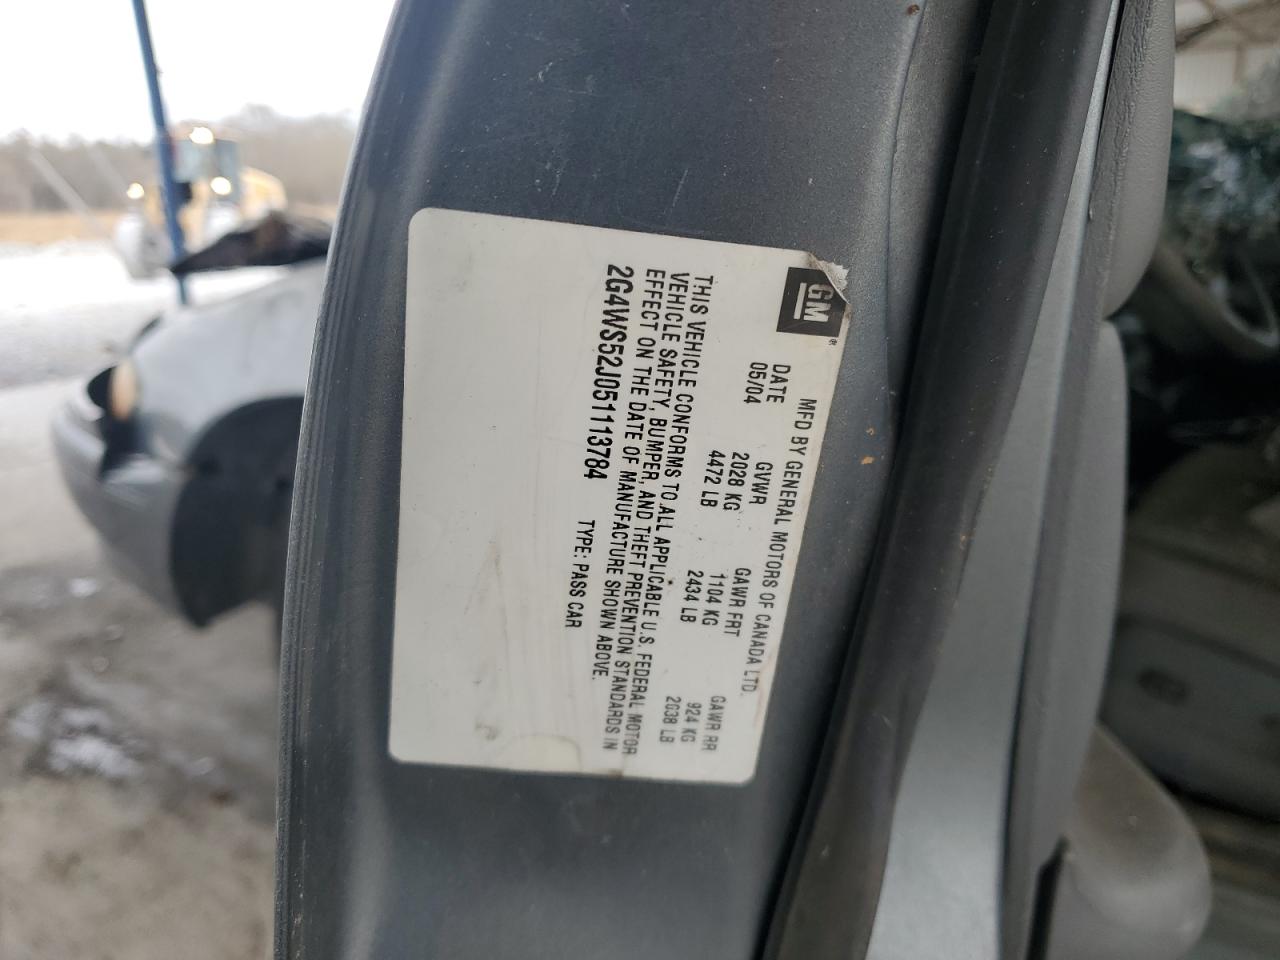 GM®
MFD BY GENERAL MOTORS OF CANADA LTD.
DATE GVWR GAWR FRT GAWR RR
05/04 2028 KG 1104 KG 924 KG
4472 LB 2434 LB 2038 LB
THIS VEHICLE CONFORMS TO ALL APPLICABLE U.S. FEDERAL MOTOR
VEHICLE SAFETY, BUMPER, AND THEFT PREVENTION STANDARDS IN
EFFECT ON THE DATE OF MANUFACTURE SHOWN ABOVE.
2G4WS52J051113784 TYPE: PASS CAR